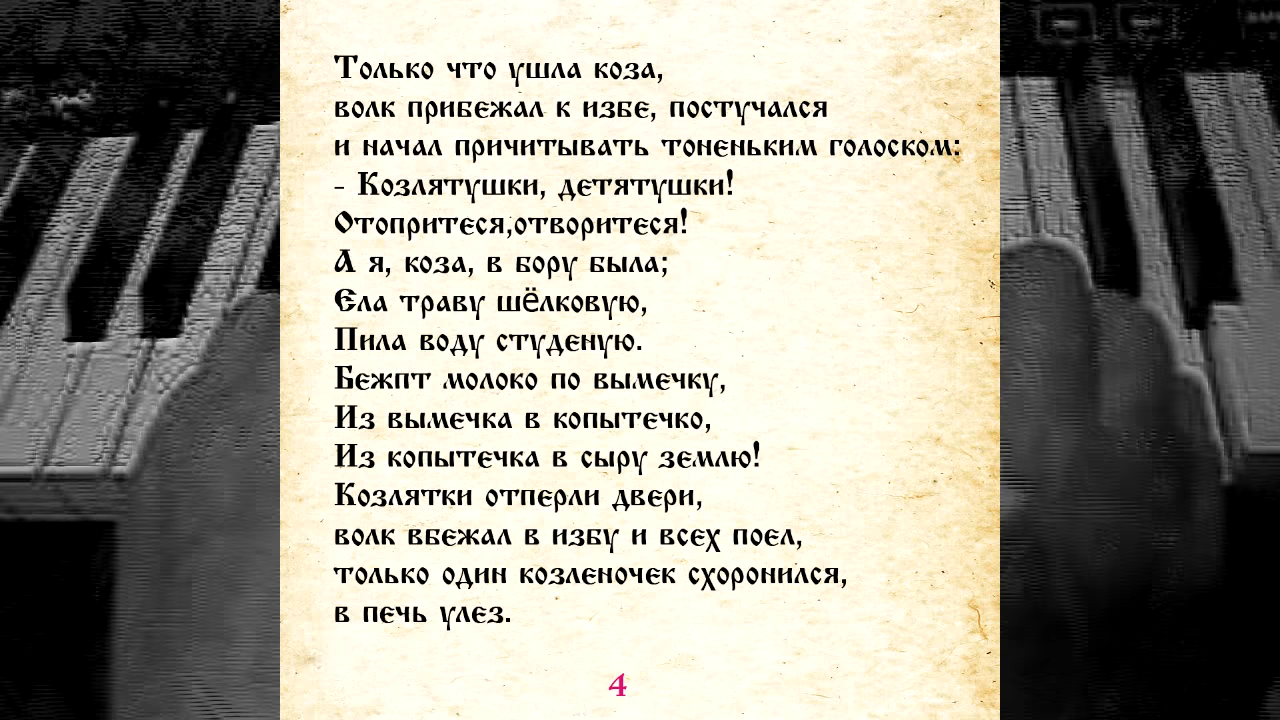 Только что ушла коза,
волк прибежал к избе, постучался
и начал причитывать тоненьким голоском:
- Козлятушки, детятушки!
Отопритеся,отворитеся!
А я, коза, в бору была;
Ела траву шёлковую,
Пила воду студеную.
Бежпт молоко по вымечку,
Из вымечка в копытечко,
Из копытечка в сыру землю!
Козлятки отперли двери,
волк вбежал в избу и всех поел,
только один козленочек схоронился,
в печь улез.
4